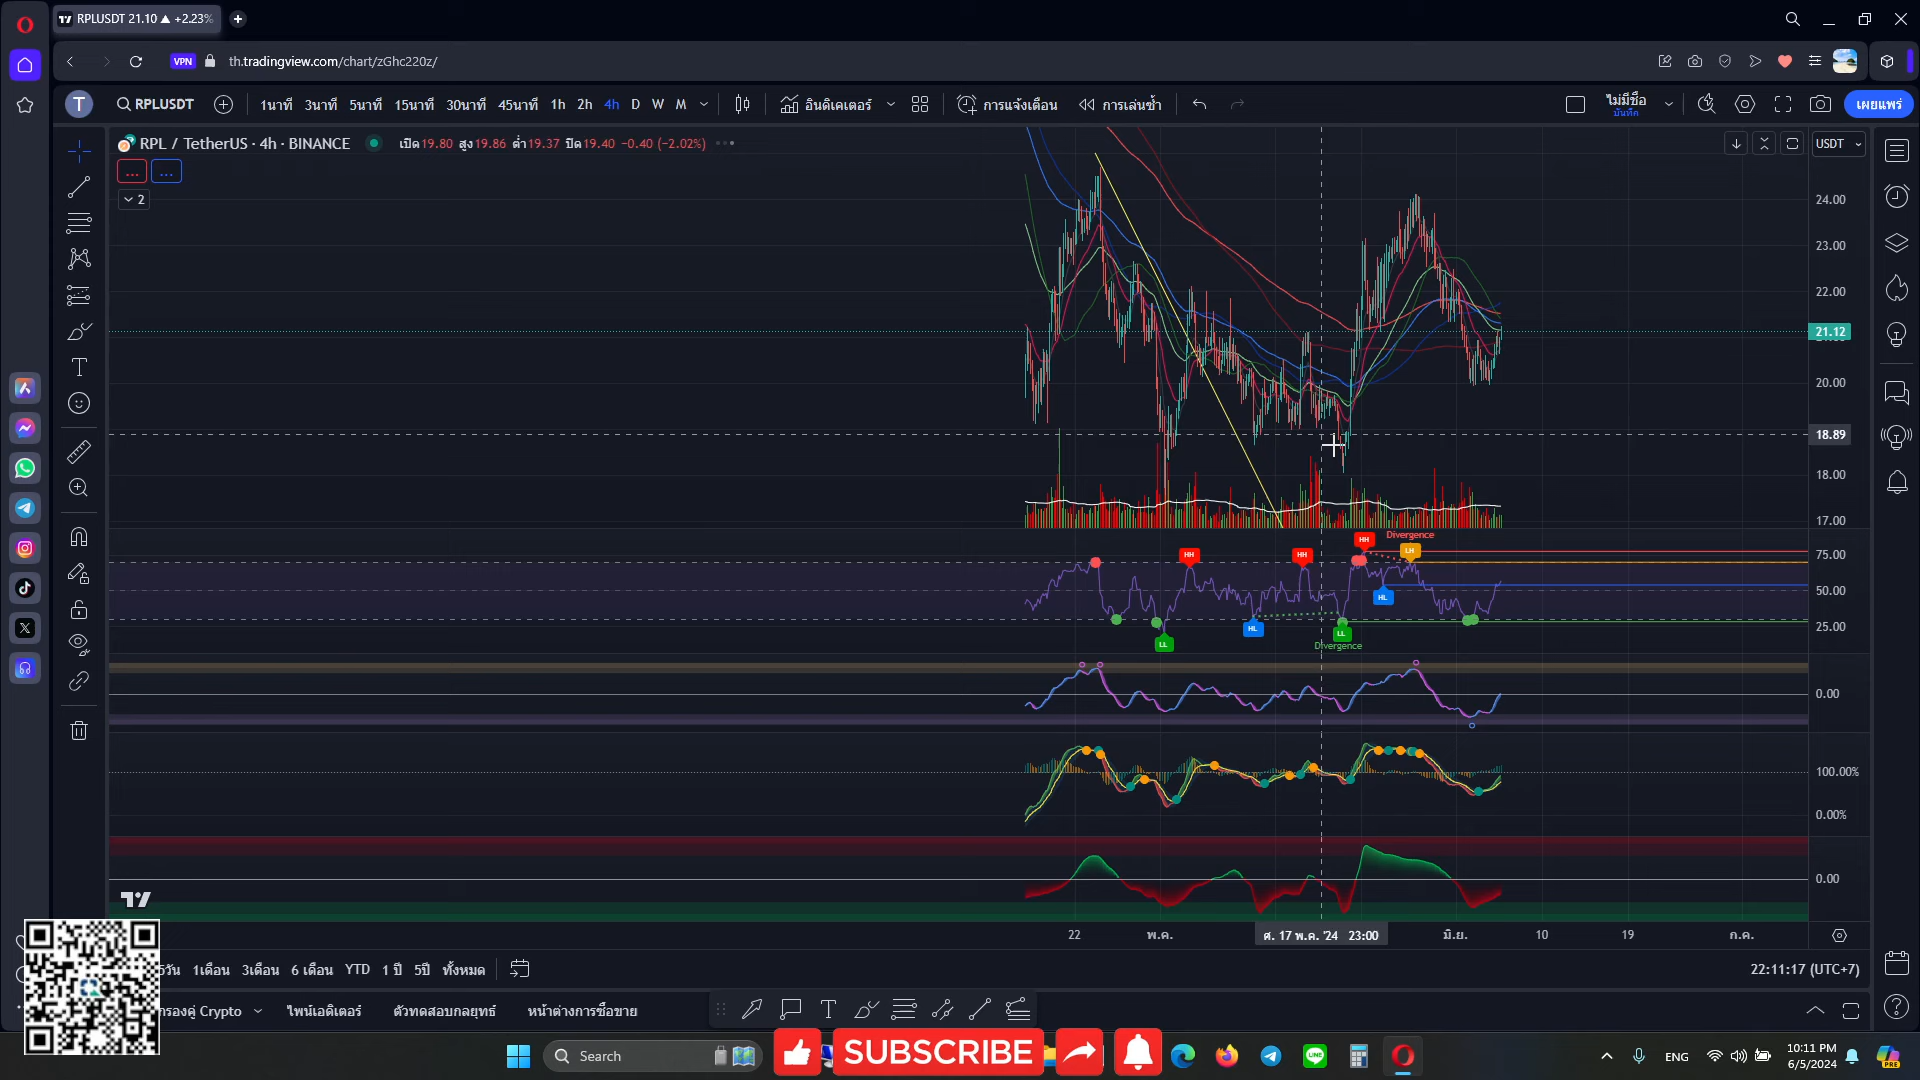 RPLUSDT 21.10 ▲ +2.23%
VPN th.tradingview.com/chart/zGhc220z/
T RPLUSDT 1นาที 3นาที 5นาที 15นาที 30นาที 45นาที 1h 2h 4h D W M อินดิเคเตอร์ การแจ้งเตือน การเล่นซ้ำ ไม่มีชื่อ เผยแพร่
บันทึก
RPL / TetherUS · 4h · BINANCE เปิด19.80 สูง19.86 ต่ำ19.37 ปิด19.40 −0.40 (−2.02%) USDT
... ...
2
24.00
23.00
22.00
21.12
20.00
18.89
18.00
17.00
Divergence
HH
LH
HH
HH
75.00
50.00
HL
25.00
HL
LL
LL
Divergence
0.00
100.00%
0.00%
0.00
22 พ.ค. ศ. 17 พ.ค. '24 23:00 มิ.ย. 10 19 ก.ค.
5วัน 1เดือน 3เดือน 6 เดือน YTD 1 ปี 5ปี ทั้งหมด 22:11:17 (UTC+7)
Crypto ไพน์เอดิเตอร์ ตัวทดสอบกลยุทธ์ หน้าต่างการซื้อขาย
Search SUBSCRIBE LINE ENG 10:11 PM
6/5/2024
PRE